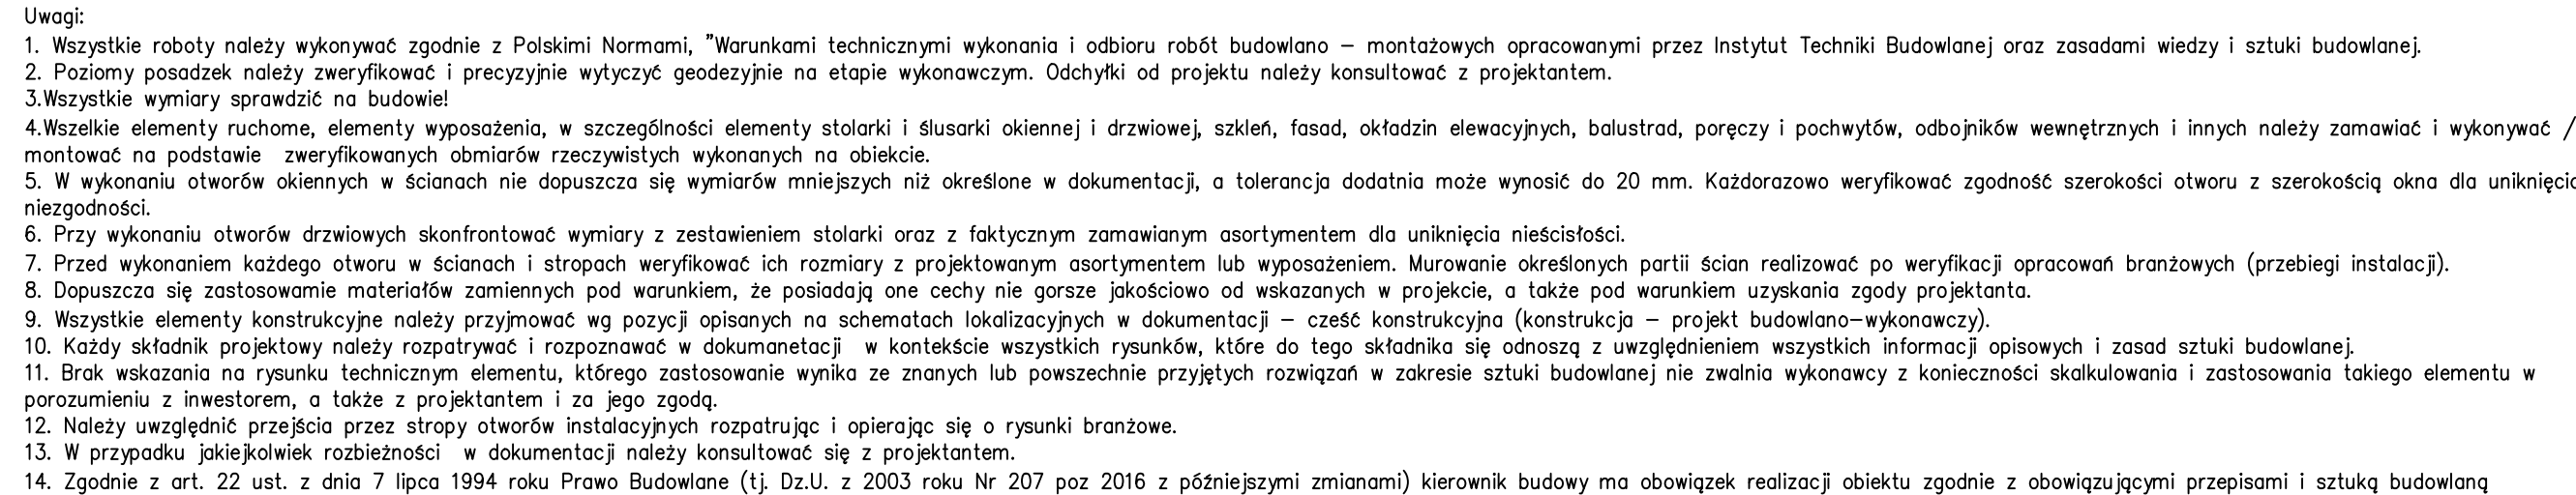 Uwagi:
1. Wszystkie roboty należy wykonywać zgodnie z Polskimi Normami, "Warunkami technicznymi wykonania i odbioru robót budowlano – montażowych opracowanymi przez Instytut Techniki Budowlanej oraz zasadami wiedzy i sztuki budowlanej.
2. Poziomy posadzek należy zweryfikować i precyzyjnie wytyczyć geodezyjnie na etapie wykonawczym. Odchyłki od projektu należy konsultować z projektantem.
3.Wszystkie wymiary sprawdzić na budowie!
4.Wszelkie elementy ruchome, elementy wyposażenia, w szczególności elementy stolarki i ślusarki okiennej i drzwiowej, szkleń, fasad, okładzin elewacyjnych, balustrad, poręczy i pochwytów, odbojników wewnętrznych i innych należy zamawiać i wykonywać /
montować na podstawie  zweryfikowanych obmiarów rzeczywistych wykonanych na obiekcie.
5. W wykonaniu otworów okiennych w ścianach nie dopuszcza się wymiarów mniejszych niż określone w dokumentacji, a tolerancja dodatnia może wynosić do 20 mm. Każdorazowo weryfikować zgodność szerokości otworu z szerokością okna dla uniknięcia
niezgodności.
6. Przy wykonaniu otworów drzwiowych skonfrontować wymiary z zestawieniem stolarki oraz z faktycznym zamawianym asortymentem dla uniknięcia nieścisłości.
7. Przed wykonaniem każdego otworu w ścianach i stropach weryfikować ich rozmiary z projektowanym asortymentem lub wyposażeniem. Murowanie określonych partii ścian realizować po weryfikacji opracowań branżowych (przebiegi instalacji).
8. Dopuszcza się zastosowamie materiałów zamiennych pod warunkiem, że posiadają one cechy nie gorsze jakościowo od wskazanych w projekcie, a także pod warunkiem uzyskania zgody projektanta.
9. Wszystkie elementy konstrukcyjne należy przyjmować wg pozycji opisanych na schematach lokalizacyjnych w dokumentacji – cześć konstrukcyjna (konstrukcja – projekt budowlano–wykonawczy).
10. Każdy składnik projektowy należy rozpatrywać i rozpoznawać w dokumanetacji  w kontekście wszystkich rysunków, które do tego składnika się odnoszą z uwzględnieniem wszystkich informacji opisowych i zasad sztuki budowlanej.
11. Brak wskazania na rysunku technicznym elementu, którego zastosowanie wynika ze znanych lub powszechnie przyjętych rozwiązań w zakresie sztuki budowlanej nie zwalnia wykonawcy z konieczności skalkulowania i zastosowania takiego elementu w
porozumieniu z inwestorem, a także z projektantem i za jego zgodą.
12. Należy uwzględnić przejścia przez stropy otworów instalacyjnych rozpatrując i opierając się o rysunki branżowe.
13. W przypadku jakiejkolwiek rozbieżności  w dokumentacji należy konsultować się z projektantem.
14. Zgodnie z art. 22 ust. z dnia 7 lipca 1994 roku Prawo Budowlane (tj. Dz.U. z 2003 roku Nr 207 poz 2016 z późniejszymi zmianami) kierownik budowy ma obowiązek realizacji obiektu zgodnie z obowiązującymi przepisami i sztuką budowlaną